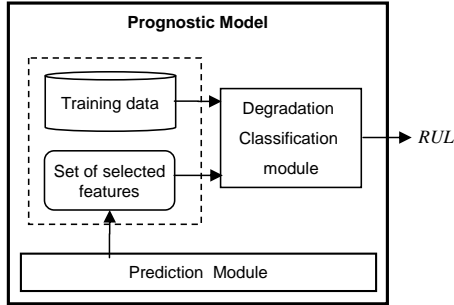 Prognostic Model
Training data
Set of selected
features
Degradation
Classification
module
RUL
Prediction Module